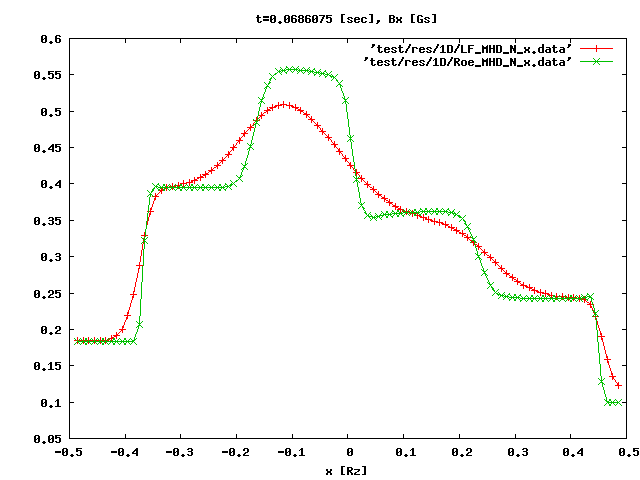 t=0.0686075 [sec], Bx [Gs]
'test/res/1D/LF_MHD_N_x.data'
'test/res/1D/Roe_MHD_N_x.data'
0.6
0.55
0.5
0.45
0.4
0.35
0.3
0.25
0.2
0.15
0.1
0.05
-0.5 -0.4 -0.3 -0.2 -0.1 0 0.1 0.2 0.3 0.4 0.5
x [Rz]